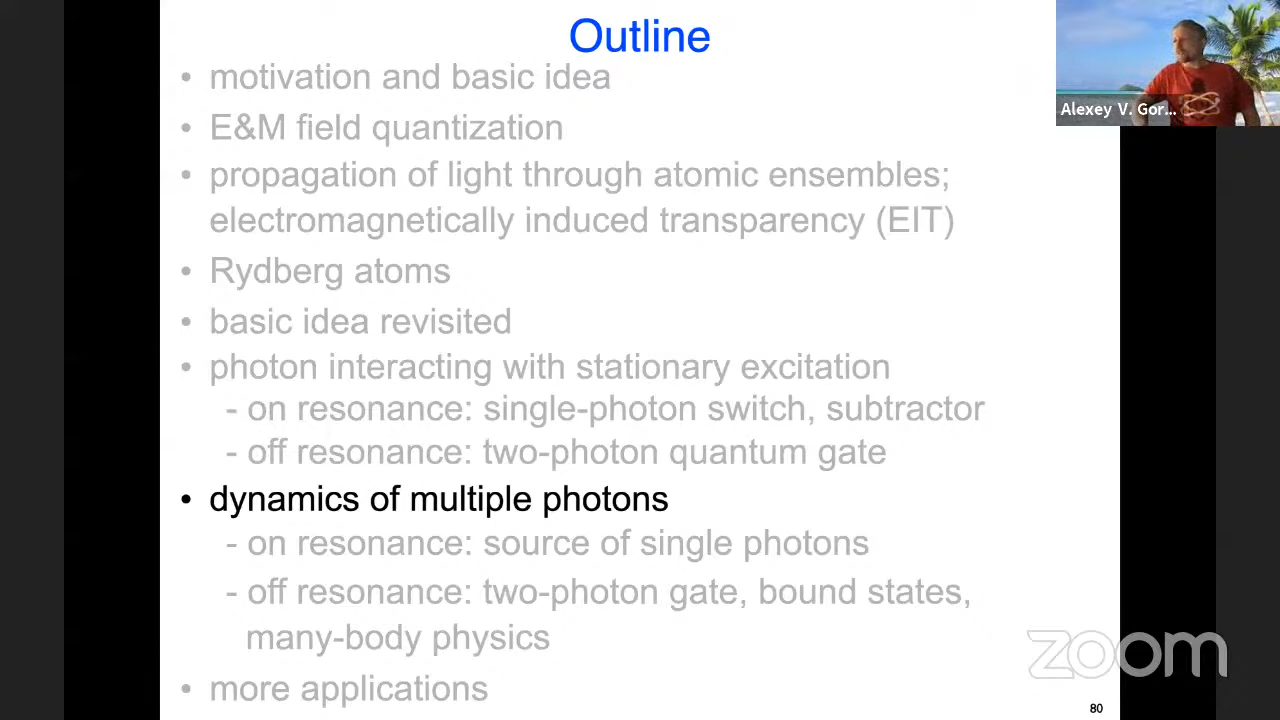 Outline
Alexey V. Gor...
• motivation and basic idea
• E&M field quantization
• propagation of light through atomic ensembles;
electromagnetically induced transparency (EIT)
• Rydberg atoms
• basic idea revisited
• photon interacting with stationary excitation
- on resonance: single-photon switch, subtractor
- off resonance: two-photon quantum gate
• dynamics of multiple photons
- on resonance: source of single photons
- off resonance: two-photon gate, bound states,
many-body physics
• more applications
zoom
80